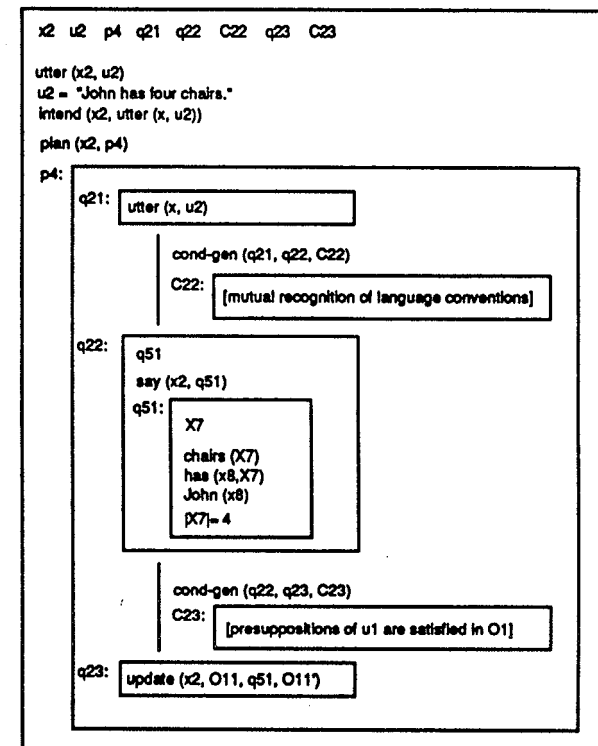 x2 u2 p4 q21 q22 C22 q23 C23
utter (x2, u2)
u2 = "John has four chairs."
intend (x2, utter (x, u2))
plan (x2, p4)
p4:
q21: utter (x, u2)
cond-gen (q21, q22, C22)
C22: [mutual recognition of language conventions]
q22: q51
say (x2, q51)
q51: X7
chairs (X7)
has (x8,X7)
John (x8)
|X7|= 4
cond-gen (q22, q23, C23)
C23: [presuppositions of u1 are satisfied in O1]
q23: update (x2, O11, q51, O11')